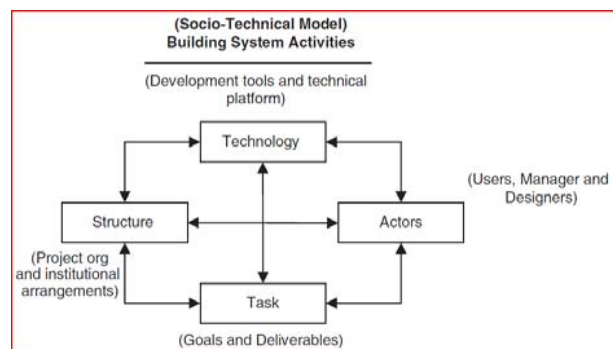 (Socio-Technical Model)
Building System Activities
(Development tools and technical
platform)
Technology
(Users, Manager and
Designers)
Structure
Actors
(Project org
and institutional
arrangements)
Task
(Goals and Deliverables)